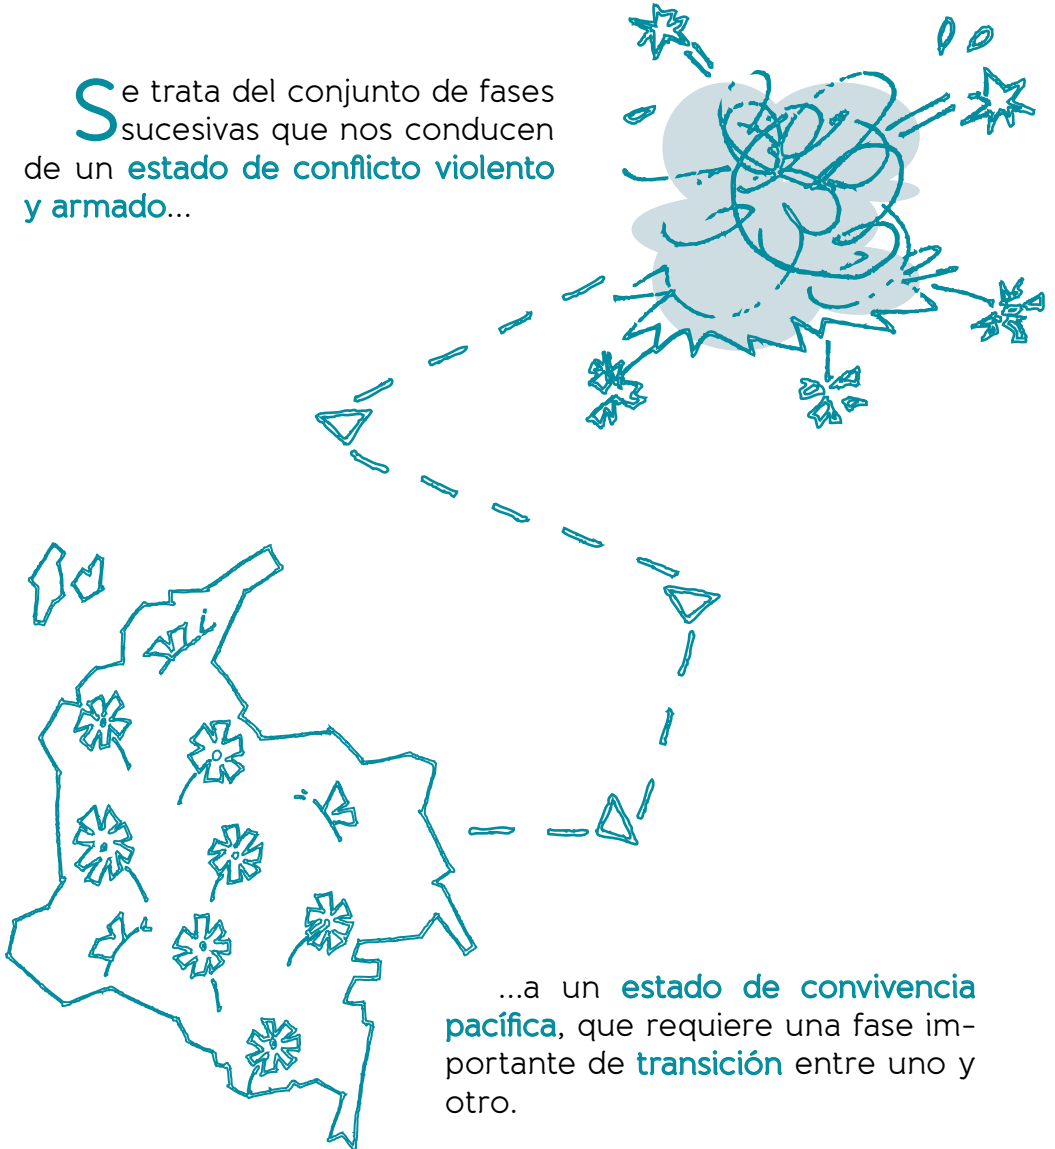 Se trata del conjunto de fases
sucesivas que nos conducen
de un estado de conflicto violento
y armado...
...a un estado de convivencia
pacífica, que requiere una fase im-
portante de transición entre uno y
otro.